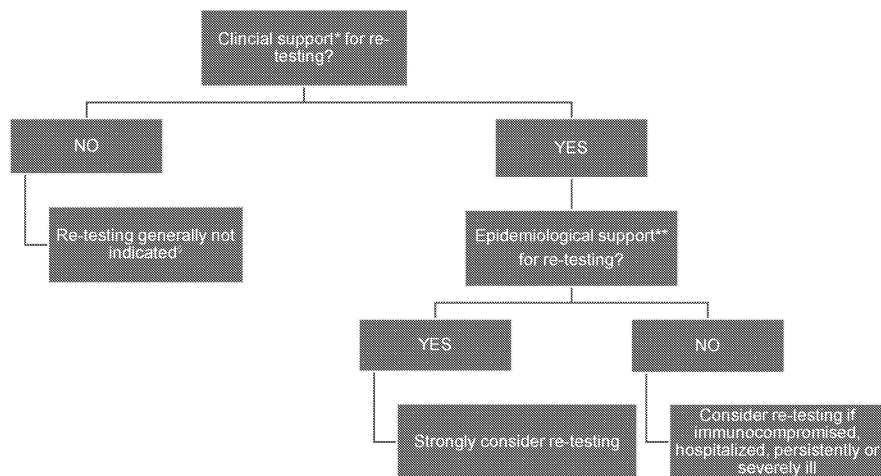 Clincial support* for re-
testing?
NO
YES
Re-testing generally not
indicated◊
Epidemiological support**
for re-testing?
YES
NO
Strongly consider re-testing
Consider re-testing if
immunocompromised,
hospitalized, persistently or
severely ill